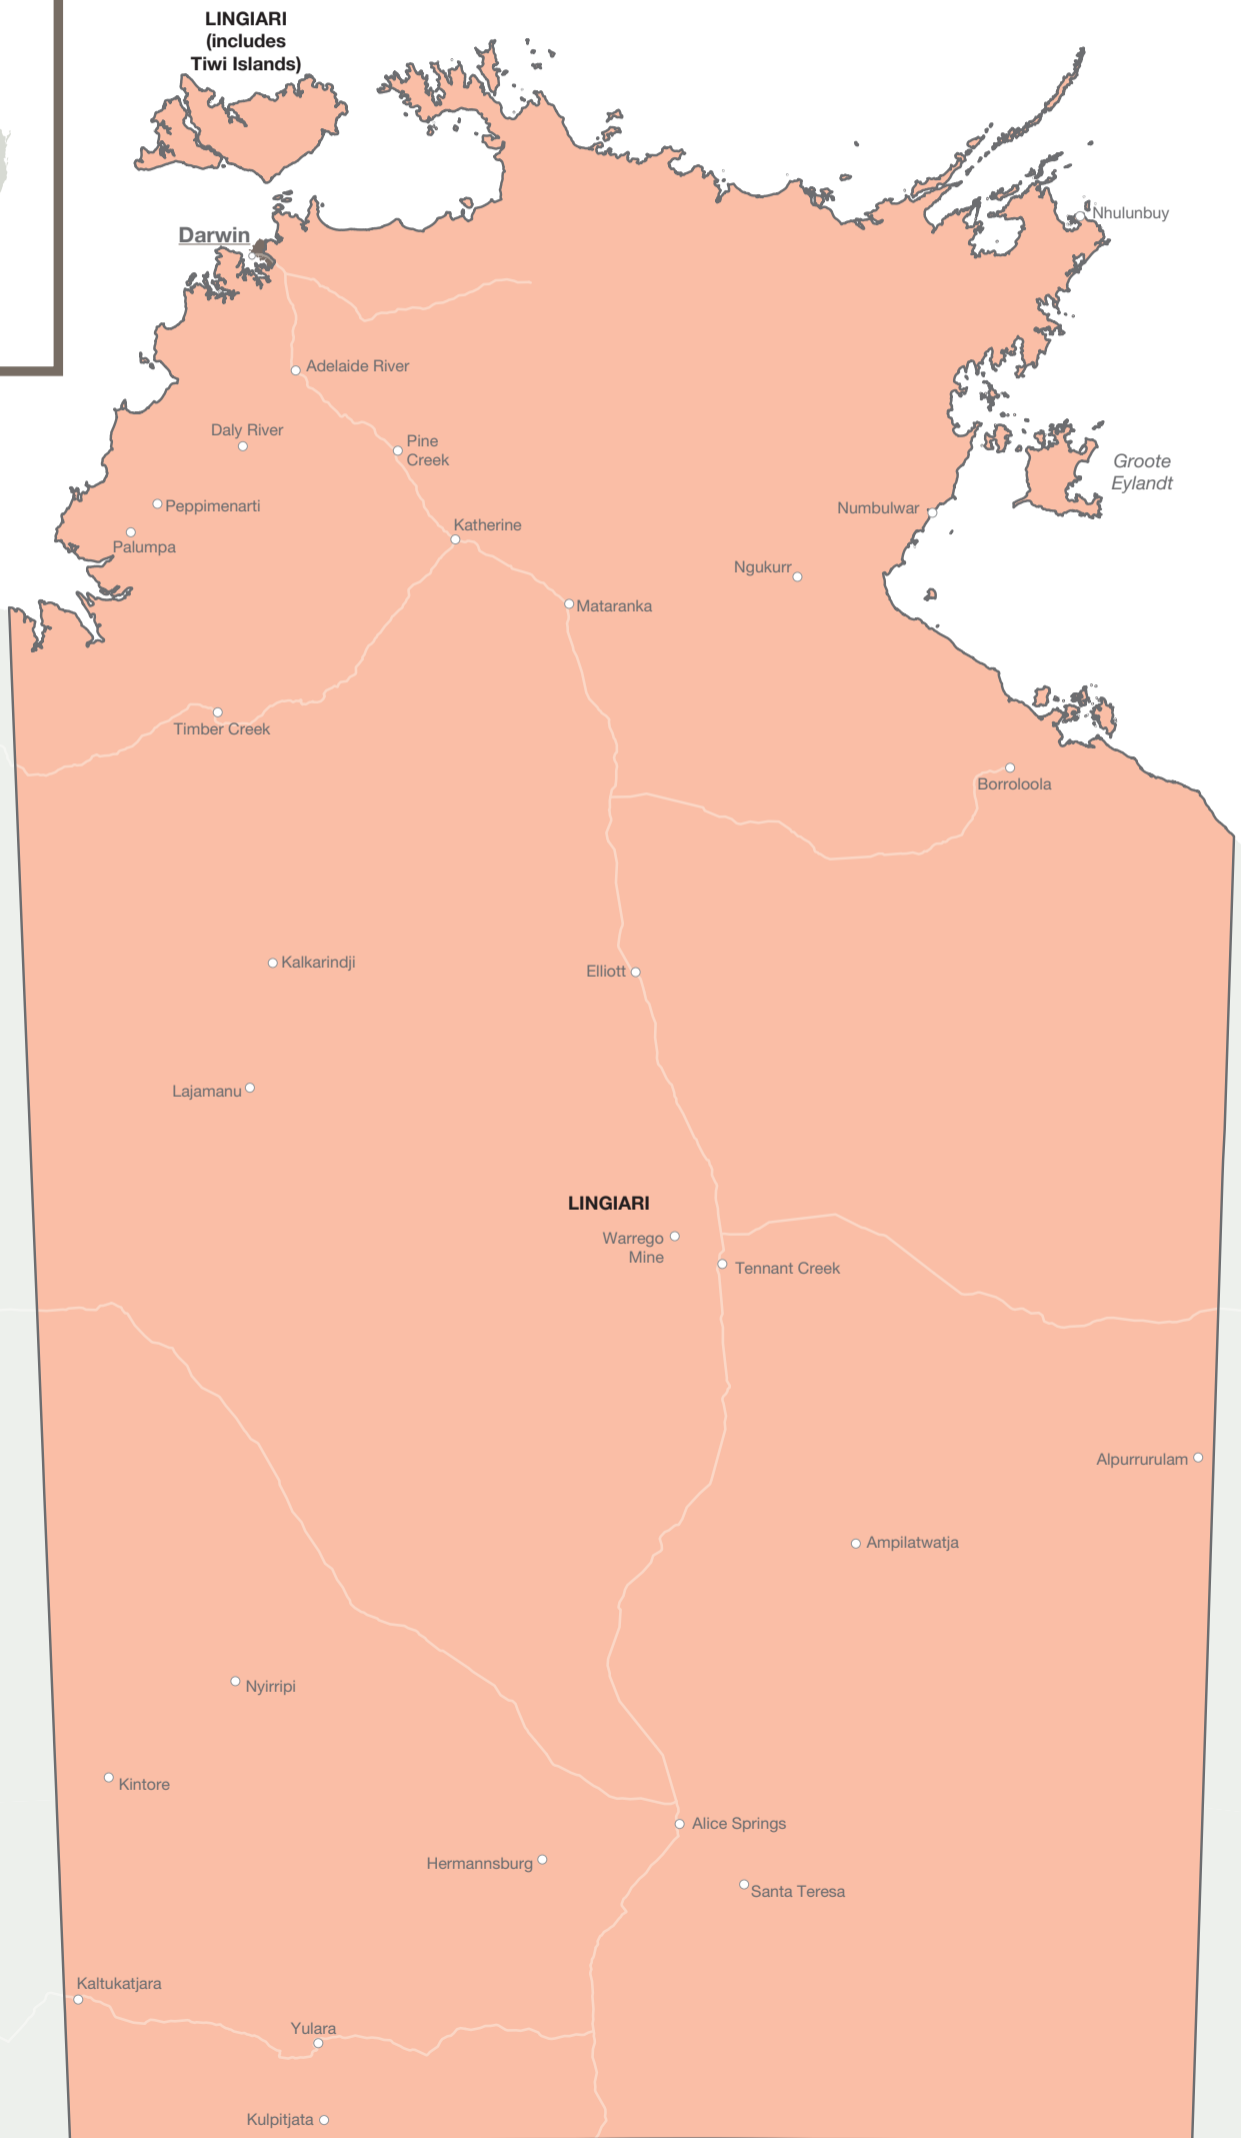 LINGIARI
(includes
Tiwi Islands)
Nhulunbuy
Darwin
Adelaide River
Daly River
Pine
Creek
Groote
Eylandt
Peppimenarti
Numbulwar
Katherine
Palumpa
Ngukurr
Mataranka
Timber Creek
Borroloola
Kalkarindji
Elliott
Lajamanu
LINGIARI
Warrego
Mine
Tennant Creek
Alpurrurulam
Ampilatwatja
Nyirripi
Kintore
Alice Springs
Hermannsburg
Santa Teresa
Kaltukatjara
Yulara
Kulpitjata